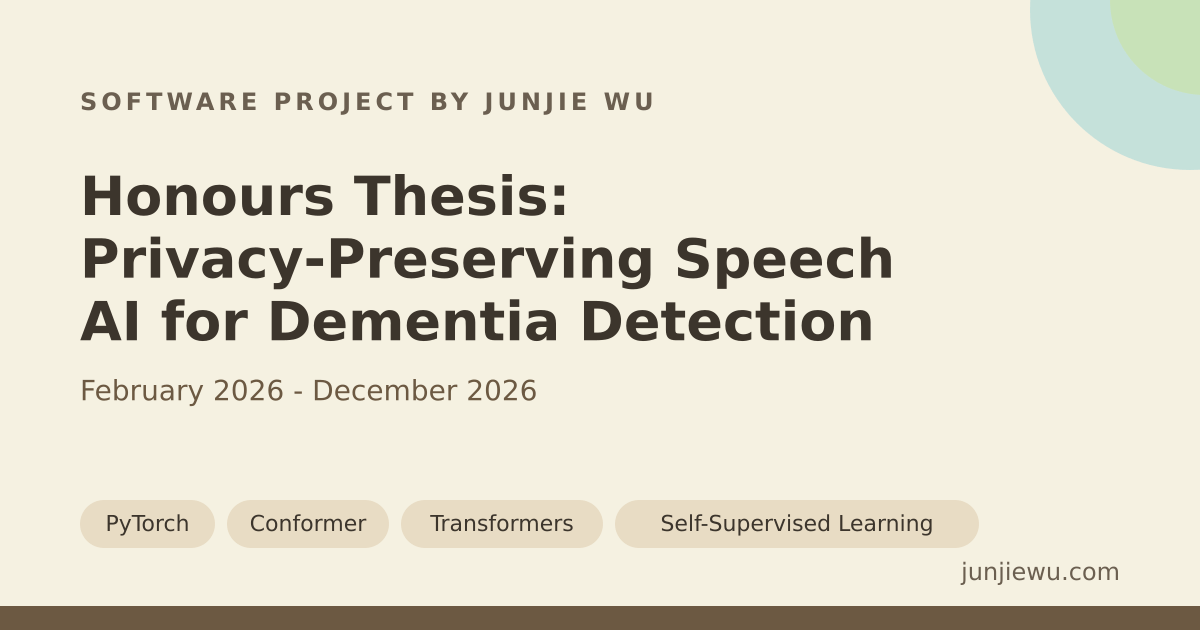 SOFTWARE PROJECT BY JUNJIE WU
Honours Thesis:
Privacy-Preserving Speech
AI for Dementia Detection
February 2026 - December 2026
PyTorch
Conformer
Transformers
Self-Supervised Learning
junjiewu.com